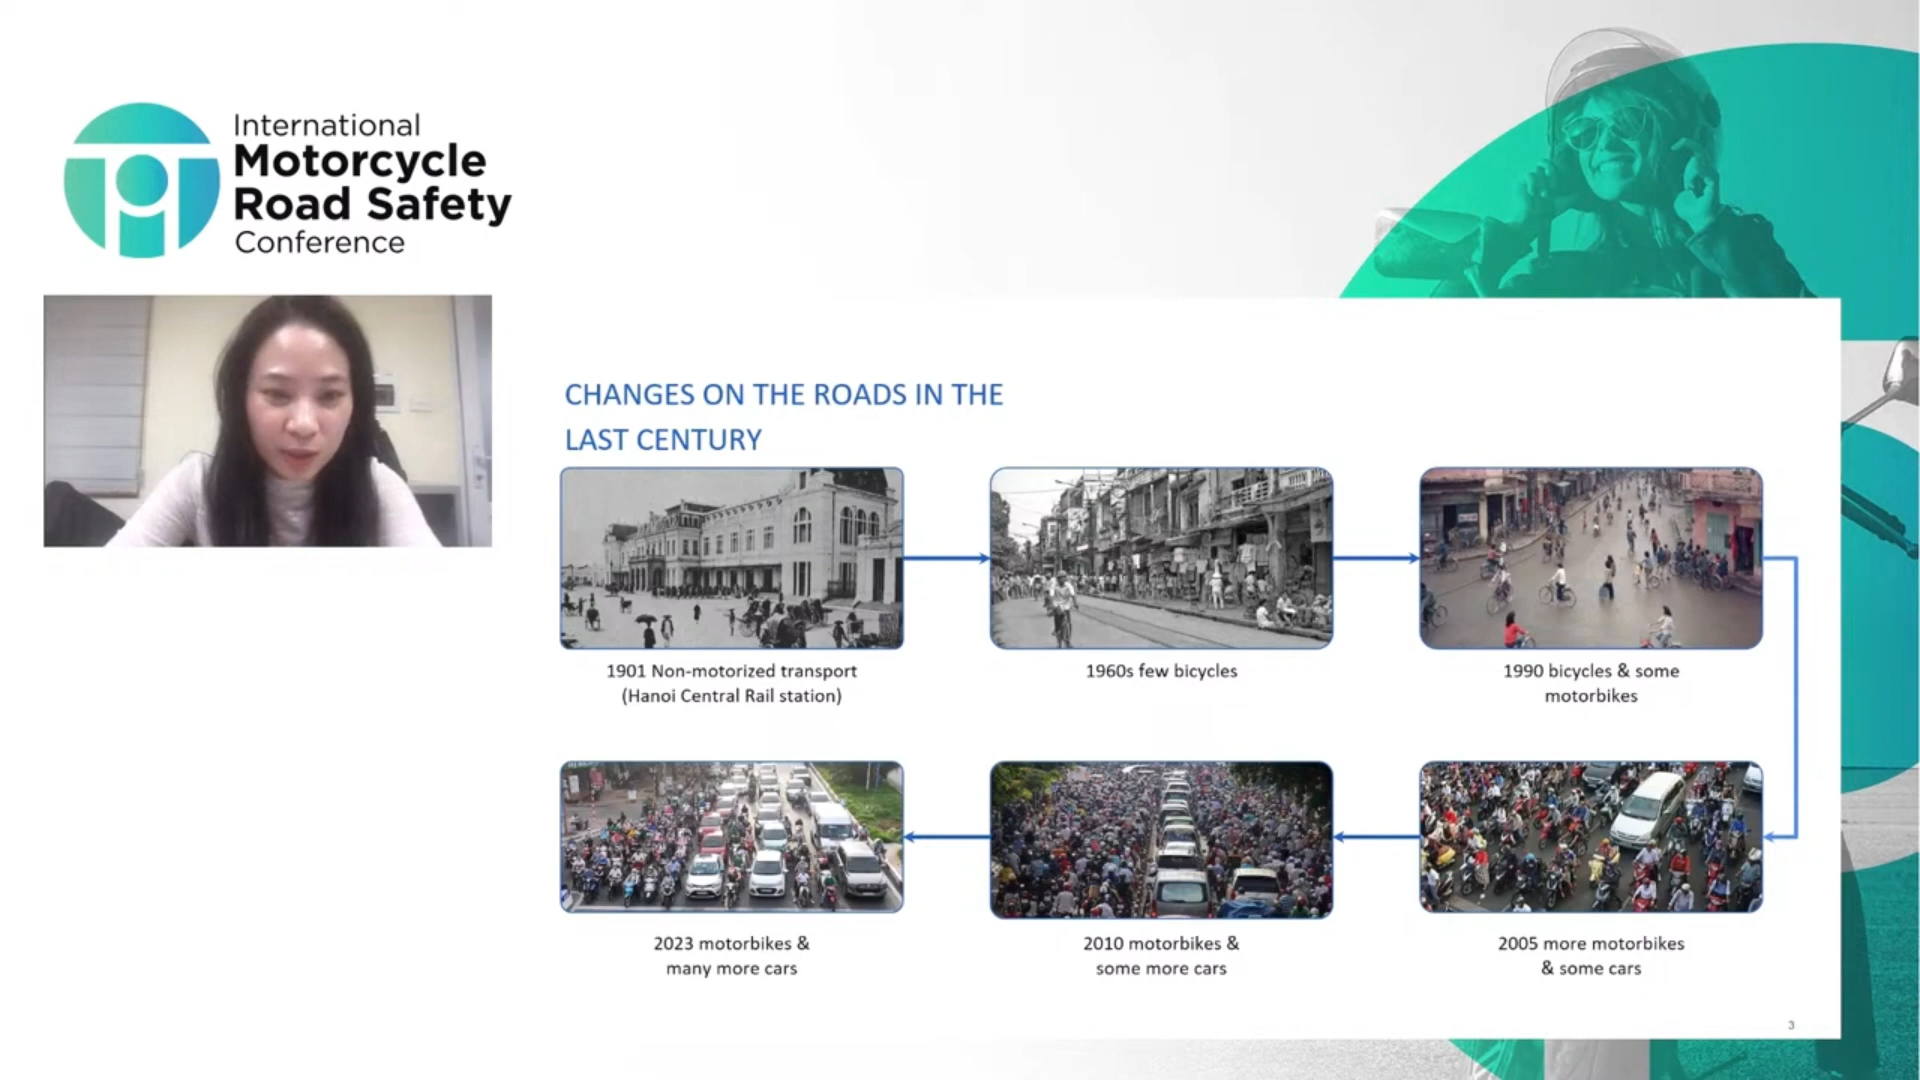 International
Motorcycle
Road Safety
Conference
CHANGES ON THE ROADS IN THE
LAST CENTURY
1901 Non-motorized transport
(Hanoi Central Rail station)
1960s few bicycles
1990 bicycles & some
motorbikes
2023 motorbikes &
many more cars
2010 motorbikes &
some more cars
2005 more motorbikes
& some cars
3